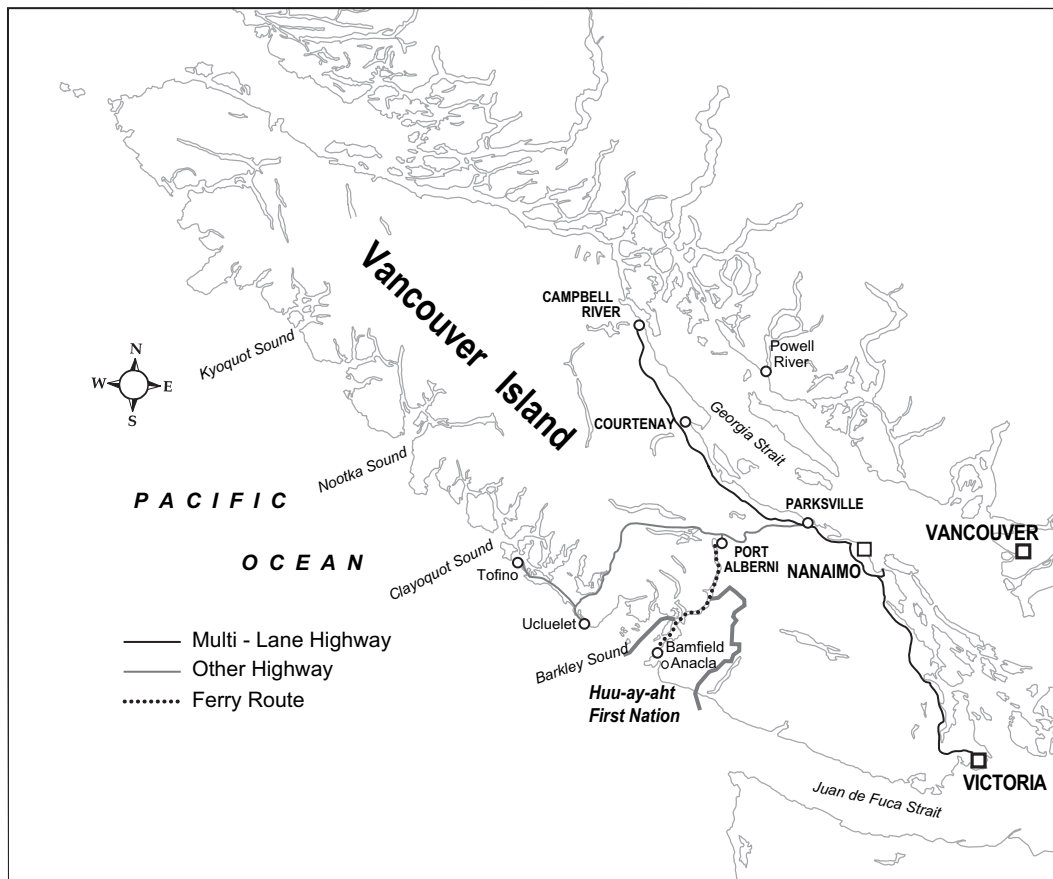 CAMPBELL
RIVER
Vancouver Island
Powell
River
Kyoquot Sound
N
W E
S
COURTENAY
Georgia Strait
Nootka Sound
PACIFIC
PARKSVILLE
VANCOUVER
OCEAN
Clayoquot Sound
PORT
ALBERNI
NANAIMO
Tofino
Ucluelet
Multi - Lane Highway
Barkley Sound
Bamfield
Anacla
Other Highway
Huu-ay-aht
First Nation
Ferry Route
VICTORIA
Juan de Fuca Strait